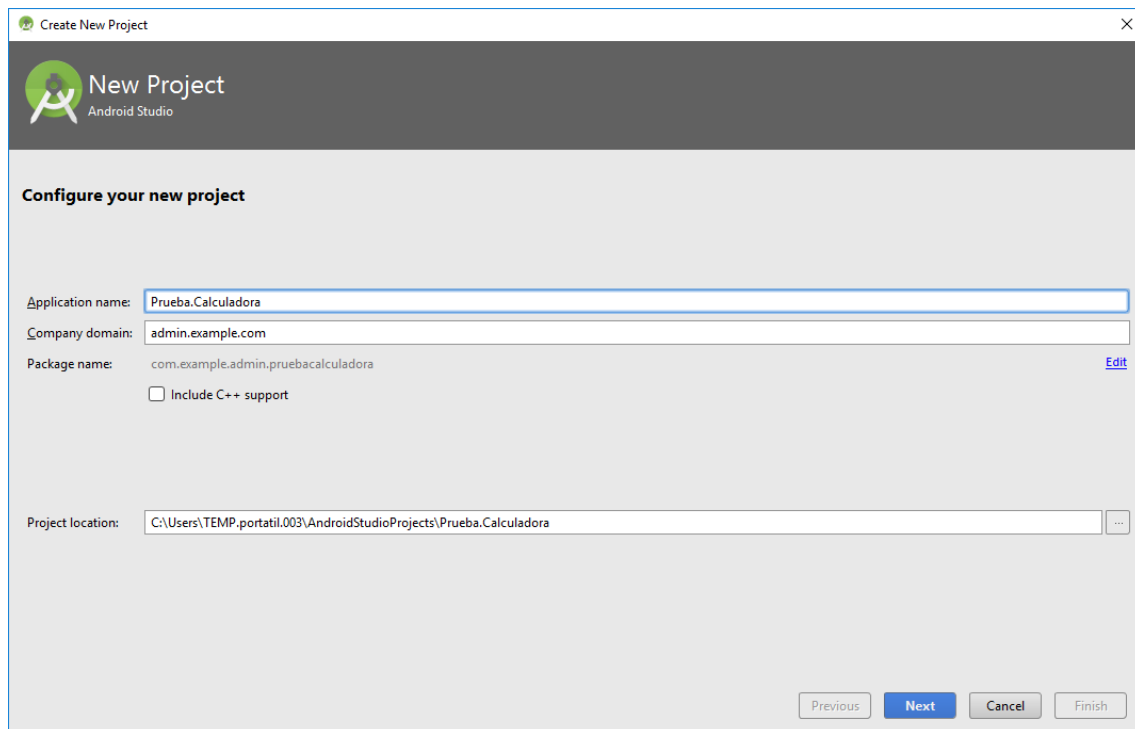 Create New Project
New Project
Android Studio
Configure your new project
Application name: Prueba.Calculadora
Company domain: admin.example.com
Package name: com.example.admin.pruebacalculadora Edit
Include C++ support
Project location: C:\Users\TEMP.portatil.003\AndroidStudioProjects\Prueba.Calculadora ...
Previous Next Cancel Finish